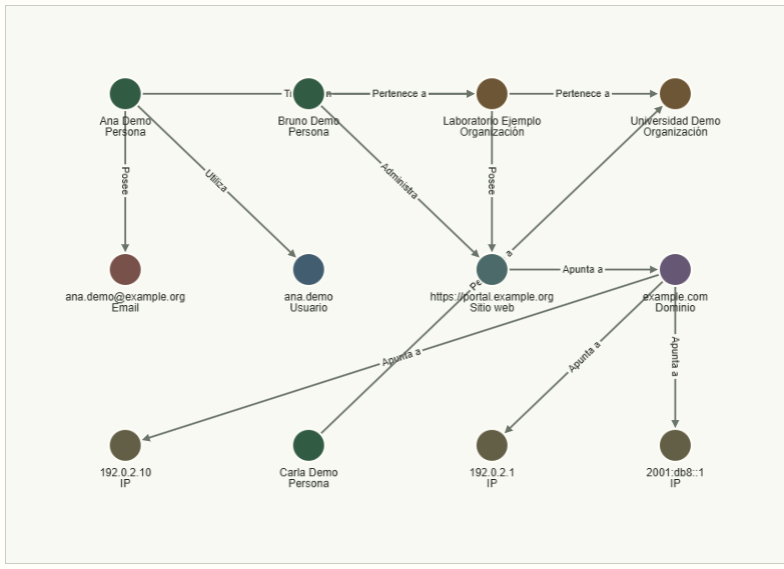 Pertenece a
Pertenece a
Ana Demo
Persona
Bruno Demo
Persona
Laboratorio Ejemplo
Organización
Universidad Demo
Organización
Posee
Utiliza
Administra
Posee
Apunta a
ana.demo@example.org
Email
ana.demo
Usuario
https://portal.example.org
Sitio web
example.com
Dominio
Apunta a
Apunta a
Apunta a
192.0.2.10
IP
Carla Demo
Persona
192.0.2.1
IP
2001:db8::1
IP